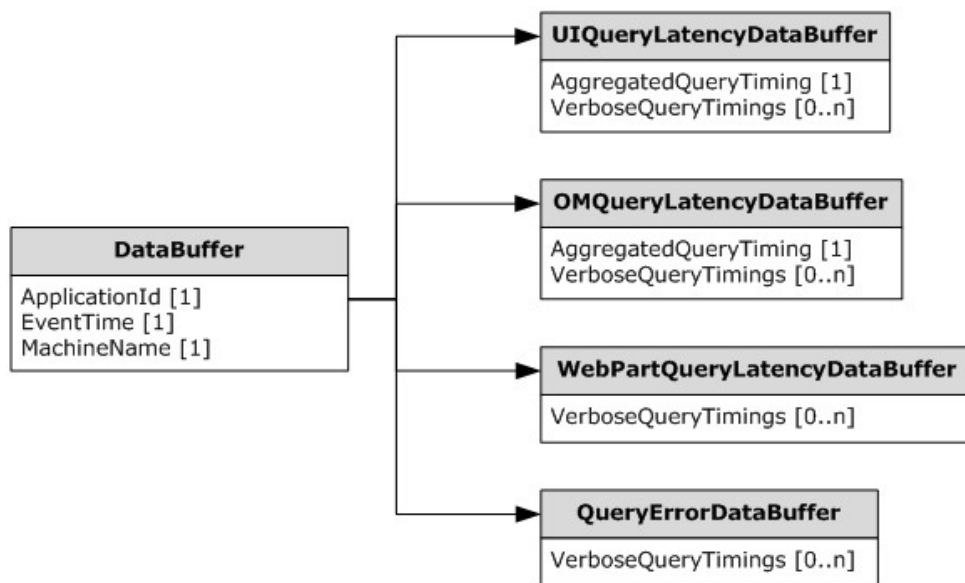 UIQueryLatencyDataBuffer
AggregatedQueryTiming [1]
VerboseQueryTimings [0..n]
OMQueryLatencyDataBuffer
AggregatedQueryTiming [1]
VerboseQueryTimings [0..n]
DataBuffer
ApplicationId [1]
EventTime [1]
MachineName [1]
WebPartQueryLatencyDataBuffer
VerboseQueryTimings [0..n]
QueryErrorDataBuffer
VerboseQueryTimings [0..n]